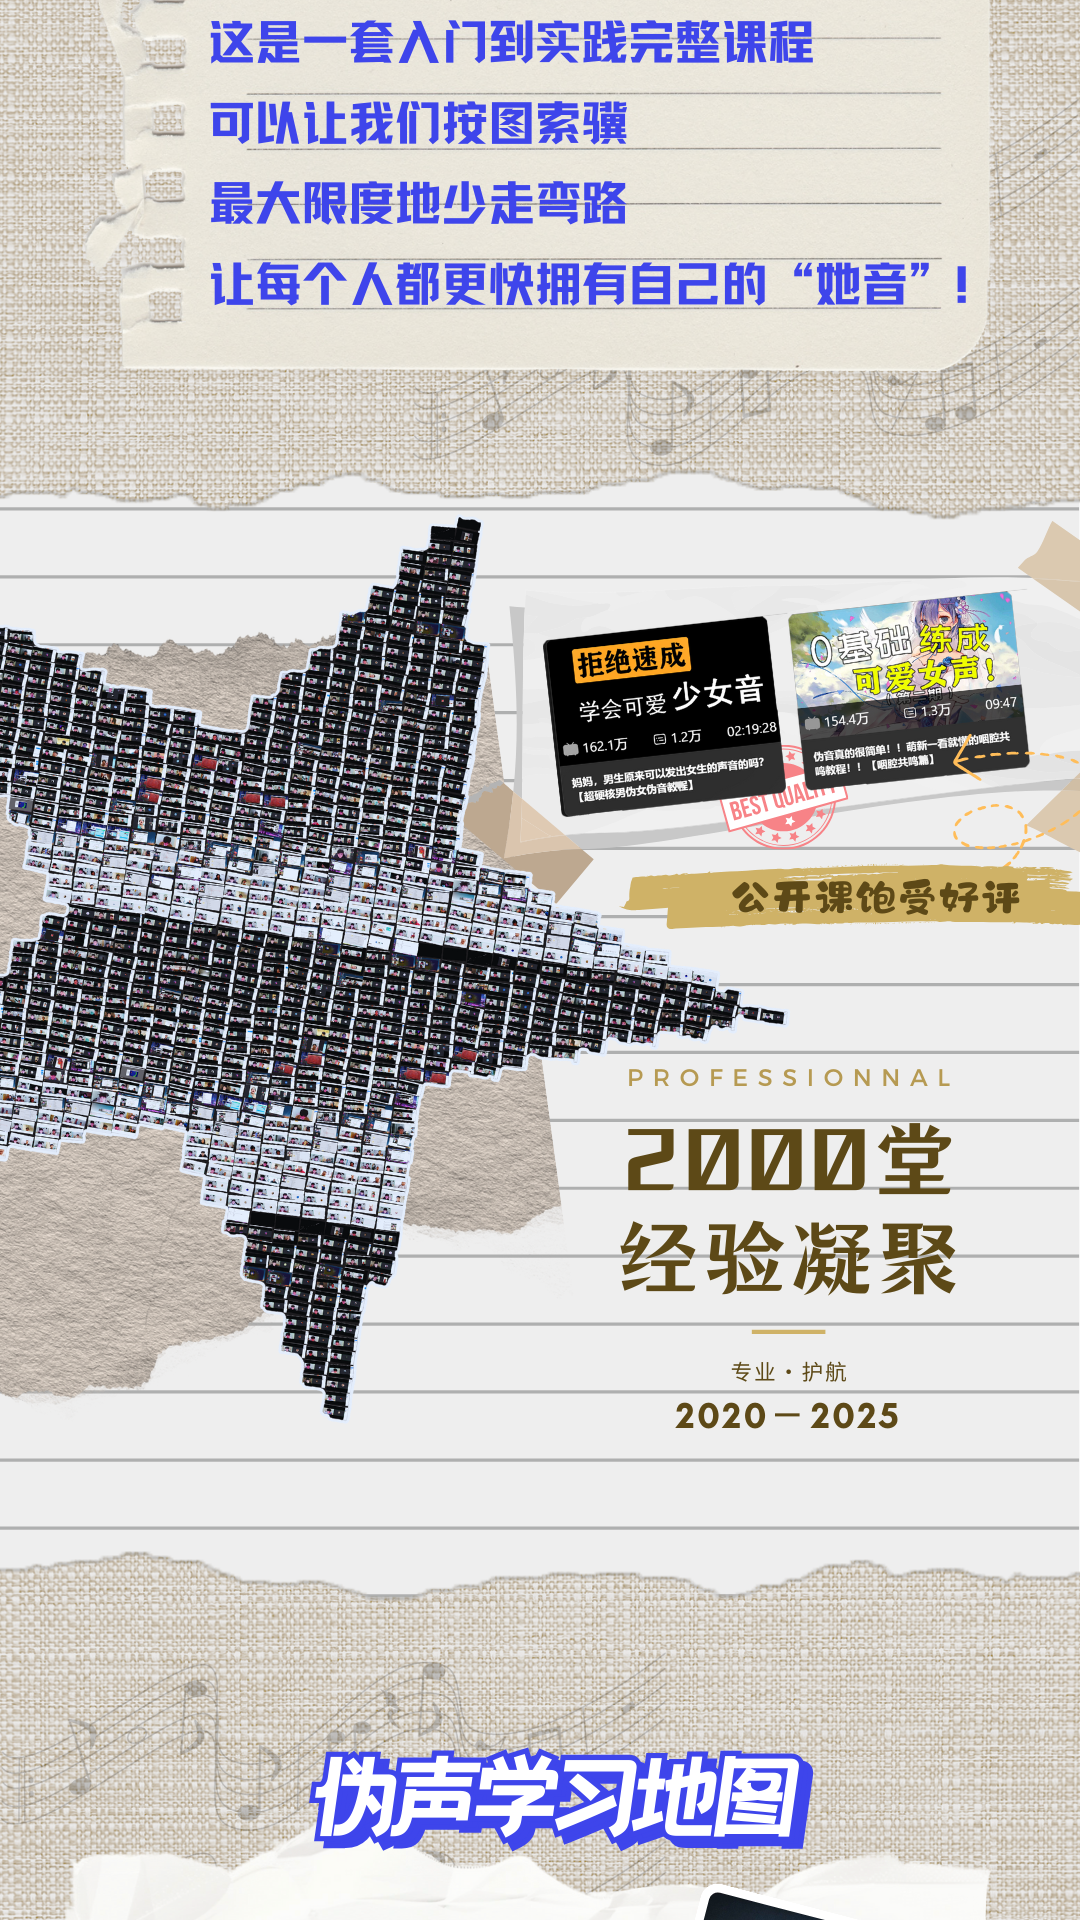 这是一套入门到实践完整课程
可以让我们按图索骥
最大限度地少走弯路
让每个人都更快拥有自己的“她音”！
拒绝速成
学会可爱少女音
162.1万 1.2万 02:19:28
妈妈，男生原来可以发出女生的声音的吗？
【超硬核男伪女伪音教程】
0基础 练成
可爱女声！
154.4万 1.3万 09:47
伪音真的很简单！！萌新一看就懂的咽腔共
鸣教程！！【咽腔共鸣篇】
BEST QUALITY
公开课饱受好评
PROFESSIONNAL
2000堂
经验凝聚
专业·护航
2020－2025
伪声学习地图